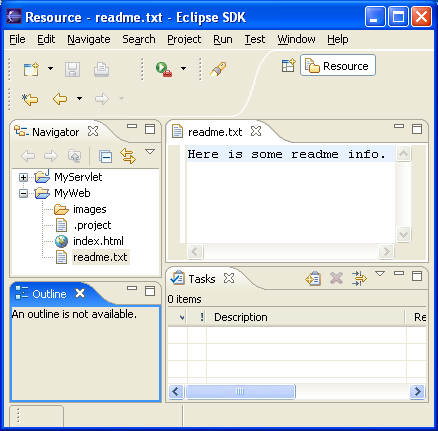 Resource - readme.txt - Eclipse SDK
File Edit Navigate Search Project Run Test Window Help
Resource
Navigator
MyServlet
MyWeb
images
.project
index.html
readme.txt
readme.txt
Here is some readme info.
Outline
An outline is not available.
Tasks
0 items
! Description Re